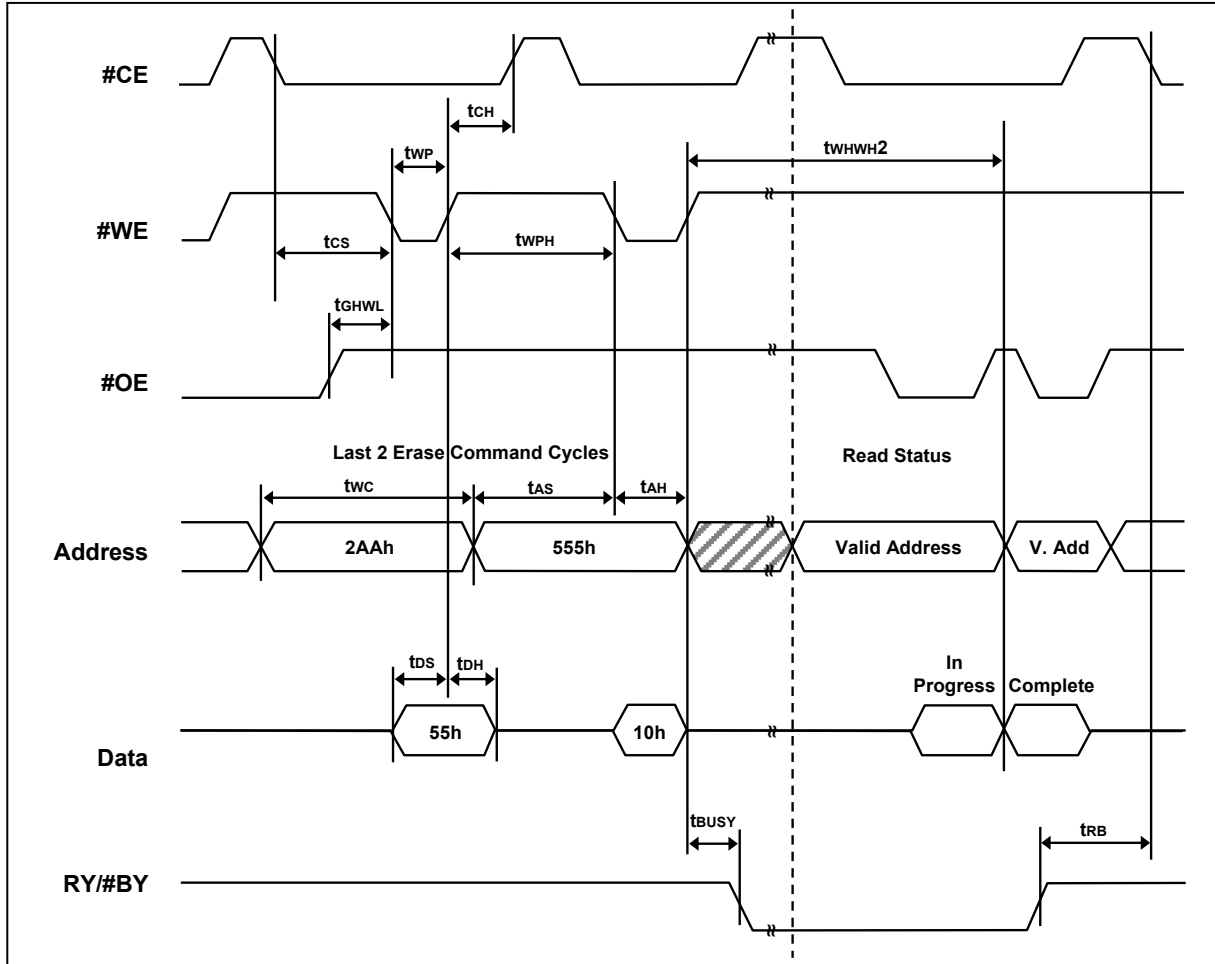 #CE
tCH
tWP
tWHWH2
#WE
tCS
tWPH
tGHWL
#OE
Last 2 Erase Command Cycles
Read Status
tWC
tAS
tAH
Address
2AAh
555h
Valid Address
V. Add
tDS
tDH
In
Progress
Complete
55h
10h
Data
tBUSY
tRB
RY/#BY